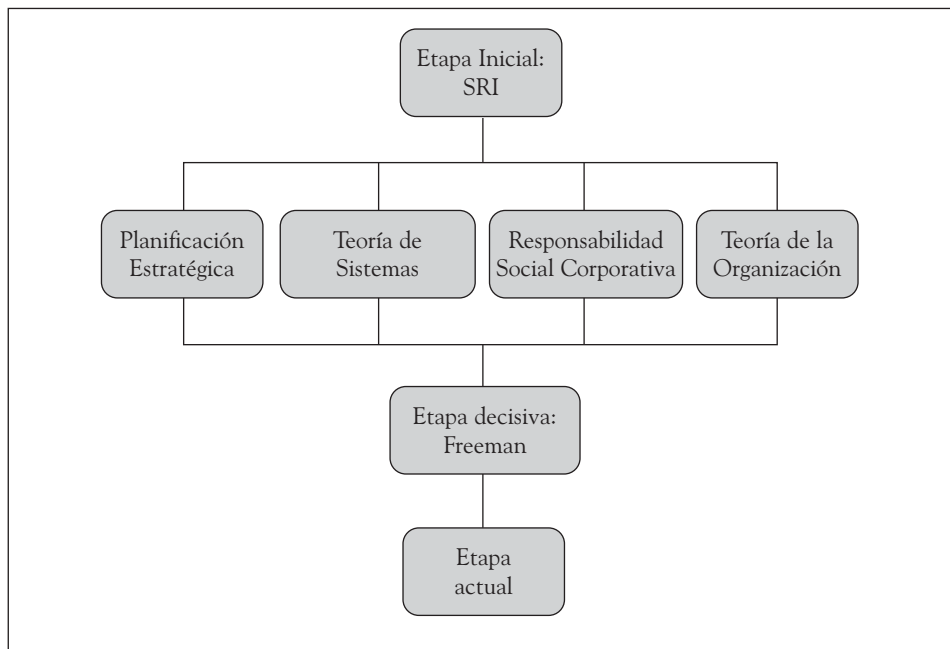 Etapa Inicial:
SRI
Planificación
Estratégica
Teoría de
Sistemas
Responsabilidad
Social Corporativa
Teoría de la
Organización
Etapa decisiva:
Freeman
Etapa
actual